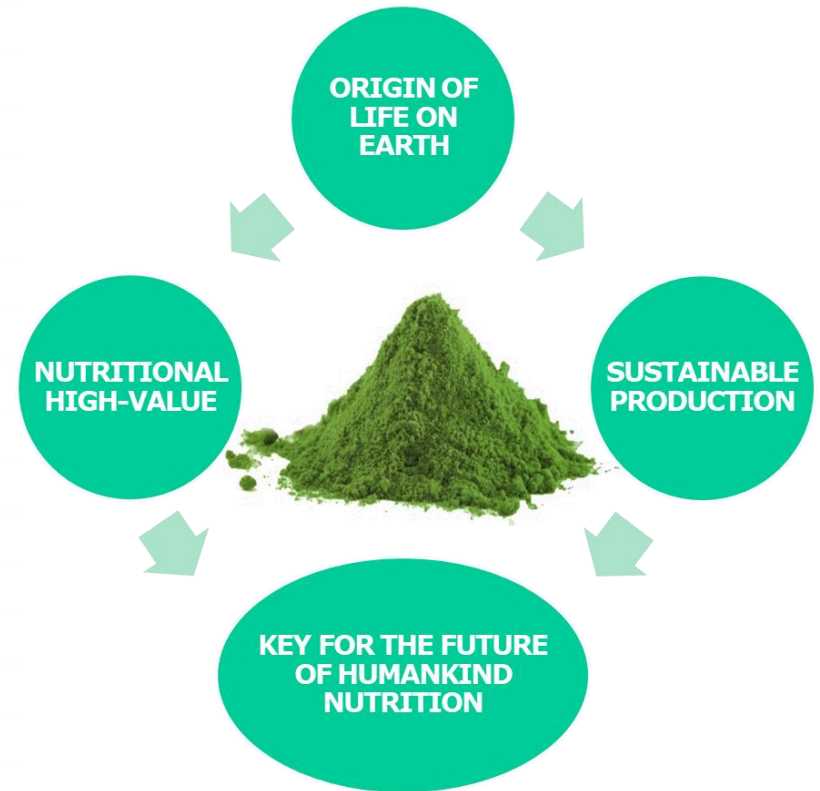 ORIGIN OF
LIFE ON
EARTH
NUTRITIONAL
HIGH-VALUE
SUSTAINABLE
PRODUCTION
KEY FOR THE FUTURE
OF HUMANKIND
NUTRITION